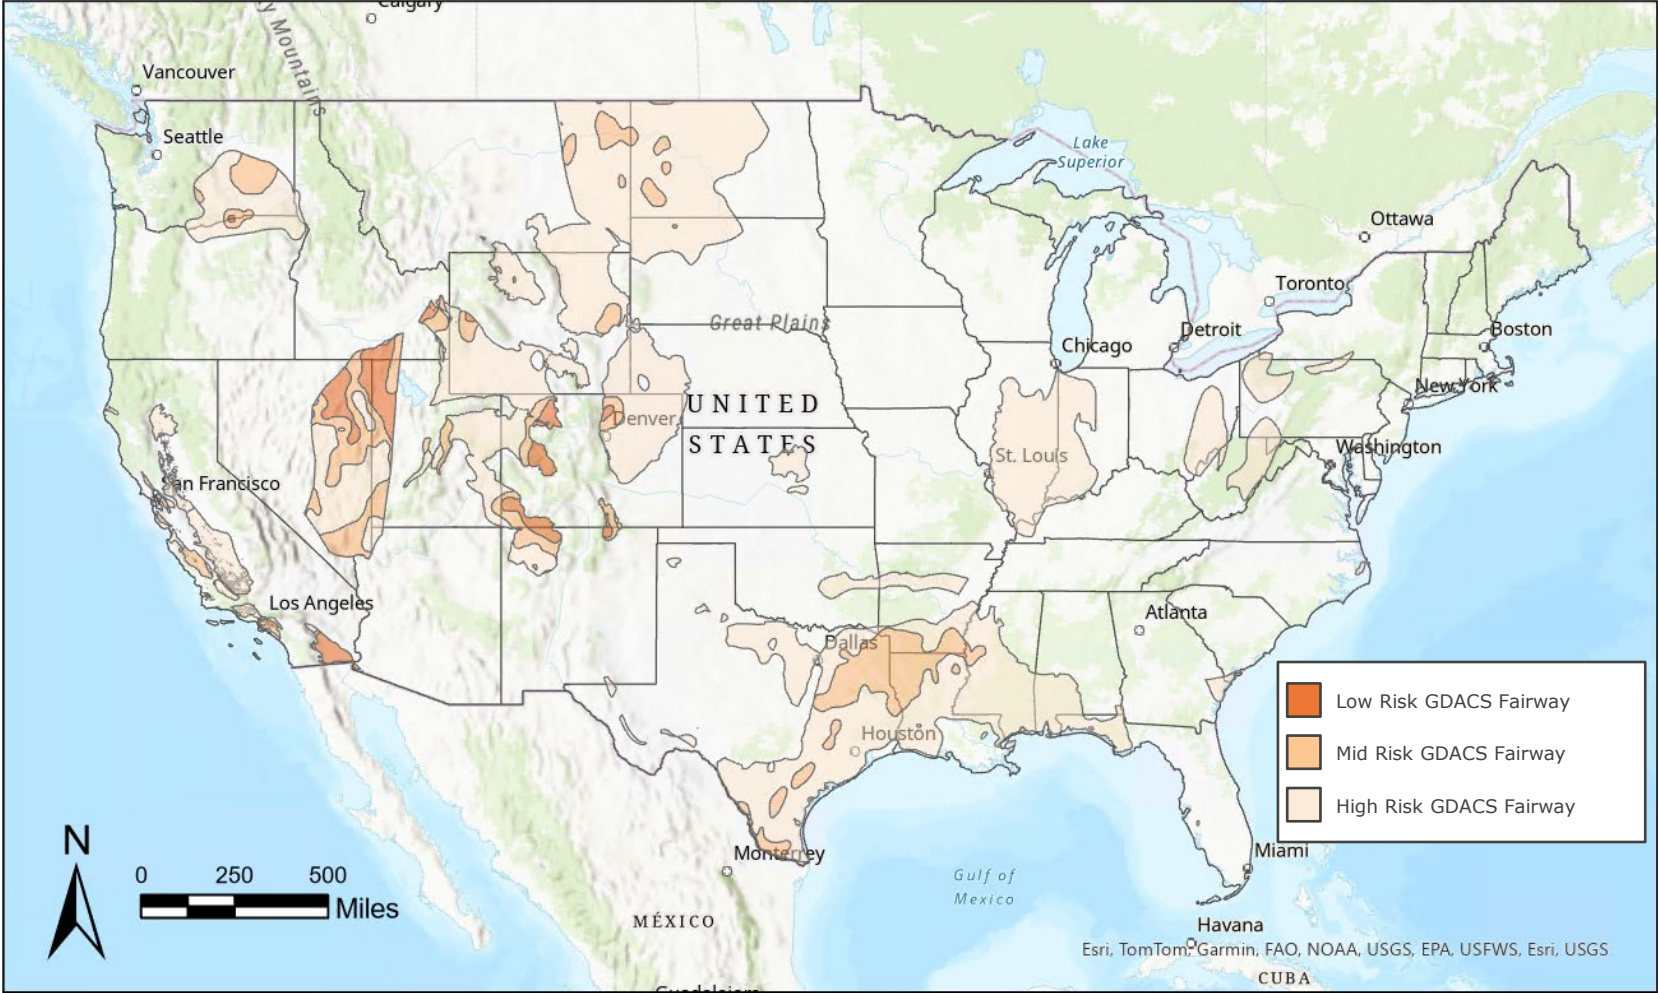 Calgary
y Mountains
Vancouver
Seattle
Lake
Superior
Ottawa
Toronto
Great Plains
Detroit
Boston
Chicago
New York
UNITED
STATES
Denver
Washington
St. Louis
San Francisco
Los Angeles
Atlanta
Dallas
Houston
Low Risk GDACS Fairway
Mid Risk GDACS Fairway
High Risk GDACS Fairway
N
0 250 500
Miles
Monterrey
Miami
Gulf of
Mexico
MÉXICO
Havana
Esri, TomTom, Garmin, FAO, NOAA, USGS, EPA, USFWS, Esri, USGS
CUBA
Guadalajara